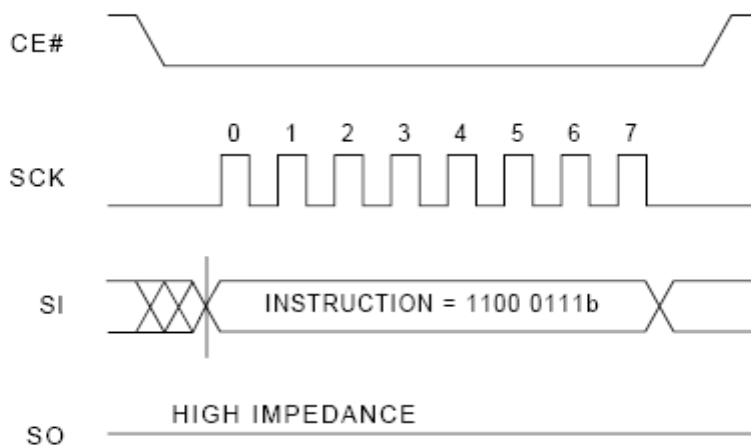 CE#
0 1 2 3 4 5 6 7
SCK
SI INSTRUCTION = 1100 0111b
HIGH IMPEDANCE
SO